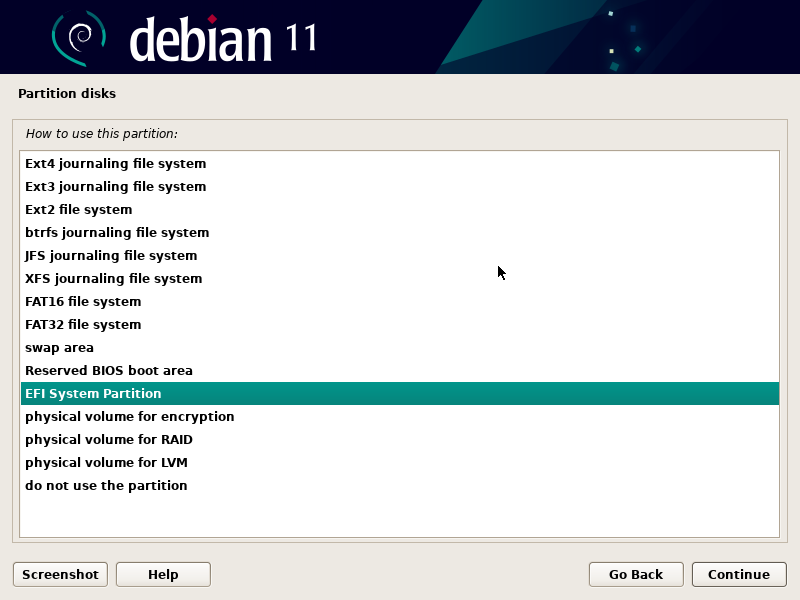 debian 11
Partition disks
How to use this partition:
Ext4 journaling file system
Ext3 journaling file system
Ext2 file system
btrfs journaling file system
JFS journaling file system
XFS journaling file system
FAT16 file system
FAT32 file system
swap area
Reserved BIOS boot area
EFI System Partition
physical volume for encryption
physical volume for RAID
physical volume for LVM
do not use the partition
Screenshot Help Go Back Continue